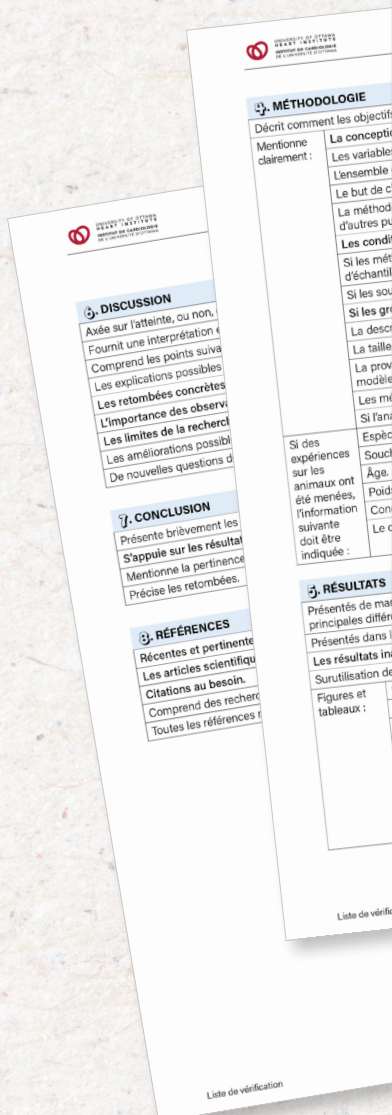 UNIVERSITY OF OTTAWA
HEART INSTITUTE
INSTITUT DE CARDIOLOGIE
DE L'UNIVERSITÉ D'OTTAWA
6. DISCUSSION
Axée sur l'atteinte, ou non,
Fournit une interprétation
Comprend les points suiva
Les explications possibles
Les retombées concrètes
L'importance des observa
Les limites de la recherch
Les améliorations possibl
De nouvelles questions d
7. CONCLUSION
Présente brièvement les
S'appuie sur les résultat
Mentionne la pertinence
Précise les retombées.
8. RÉFÉRENCES
Récentes et pertinente
Les articles scientifiqu
Citations au besoin.
Comprend des recherc
Toutes les références
Liste de vérification
UNIVERSITY OF OTTAWA
HEART INSTITUTE
INSTITUT DE CARDIOLOGIE
DE L'UNIVERSITÉ D'OTTAWA
4. MÉTHODOLOGIE
Décrit comment les objectifs
Mentionne
clairement :
La concepti
Les variables
L'ensemble
Le but de c
La méthod
d'autres pu
Les condi
Si les mét
d'échantil
Si les sou
Si les gro
La descr
La taille
La prov
modèle
Les mé
Si l'ana
Si des
expériences
sur les
animaux ont
été menées,
l'information
suivante
doit être
indiquée :
Espèc
Souch
Âge.
Poid
Con
Le c
5. RÉSULTATS
Présentés de mar
principales différ
Présentés dans l
Les résultats ina
Surutilisation de
Figures et
tableaux :
Liste de vérific